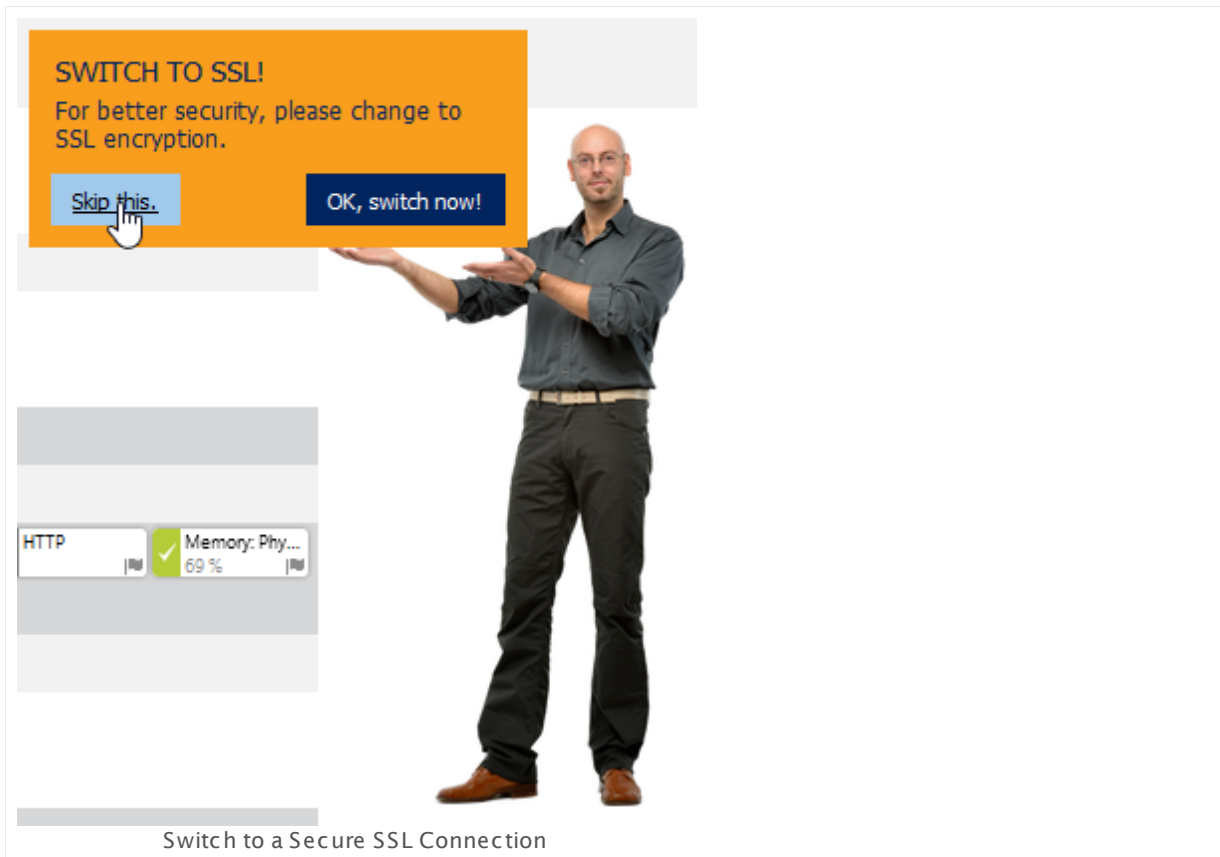 SWITCH TO SSL!
For better security, please change to
SSL encryption.
Skip this.
OK, switch now!
HTTP
Memory: Phy...
69 %
Switch to a Secure SSL Connection